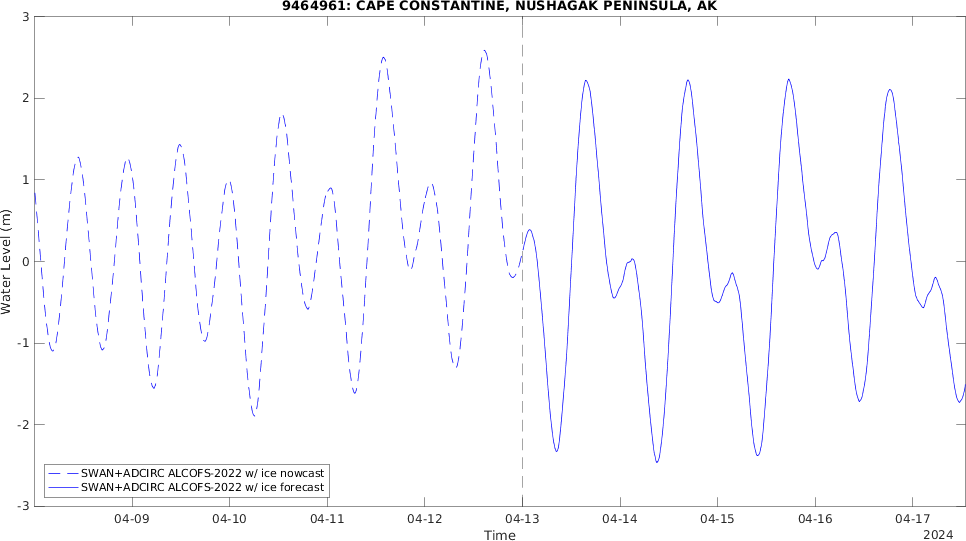 9464961: CAPE CONSTANTINE, NUSHAGAK PENINSULA, AK
3
2
1
0
-1
-2
-3
Water Level (m)
SWAN+ADCIRC ALCOFS-2022 w/ ice nowcast
SWAN+ADCIRC ALCOFS-2022 w/ ice forecast
04-09 04-10 04-11 04-12 04-13 04-14 04-15 04-16 04-17
Time
2024